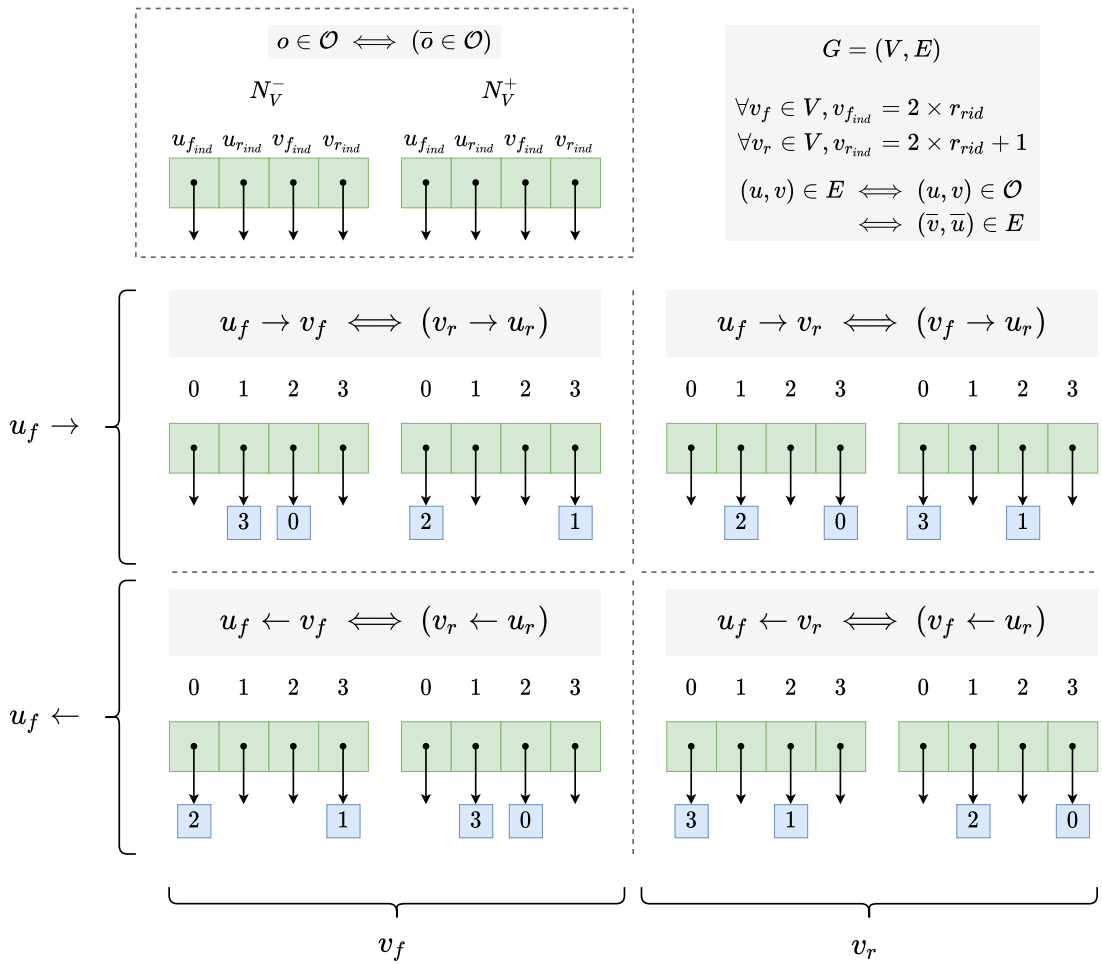 o ∈ 𝒪 ⟺ (o̅ ∈ 𝒪)
N_V^- N_V^+
u_{f_{ind}} u_{r_{ind}} v_{f_{ind}} v_{r_{ind}} u_{f_{ind}} u_{r_{ind}} v_{f_{ind}} v_{r_{ind}}
G = (V, E)
∀v_f ∈ V, v_{f_{ind}} = 2 × r_{rid}
∀v_r ∈ V, v_{r_{ind}} = 2 × r_{rid} + 1
(u, v) ∈ E ⟺ (u, v) ∈ 𝒪
⟺ (v̅, u̅) ∈ E
u_f →
u_f → v_f ⟺ (v_r → u_r)
0 1 2 3 0 1 2 3
3 0 2 1
u_f → v_r ⟺ (v_f → u_r)
0 1 2 3 0 1 2 3
2 0 3 1
u_f ←
u_f ← v_f ⟺ (v_r ← u_r)
0 1 2 3 0 1 2 3
2 1 3 0
u_f ← v_r ⟺ (v_f ← u_r)
0 1 2 3 0 1 2 3
3 1 2 0
v_f
v_r